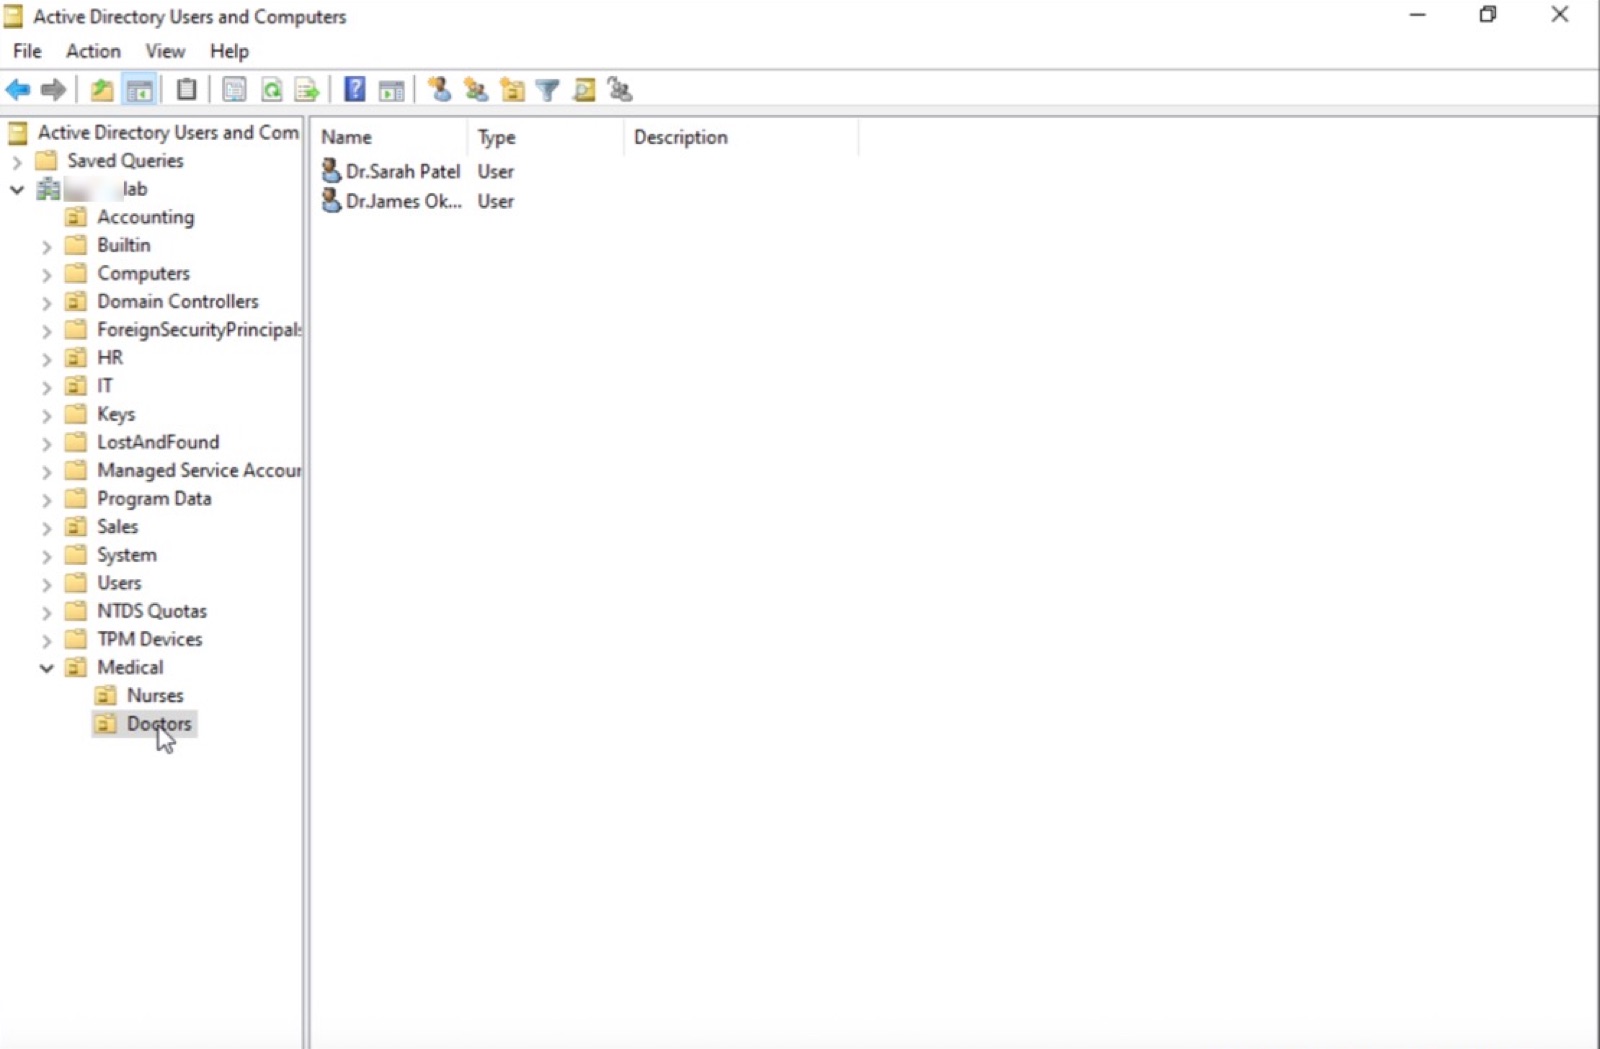 Active Directory Users and Computers
File Action View Help
Active Directory Users and Com
Name Type Description
Saved Queries
lab
Accounting
Builtin
Computers
Domain Controllers
ForeignSecurityPrincipals
HR
IT
Keys
LostAndFound
Managed Service Accour
Program Data
Sales
System
Users
NTDS Quotas
TPM Devices
Medical
Nurses
Doctors
Dr.Sarah Patel User
Dr.James Ok... User